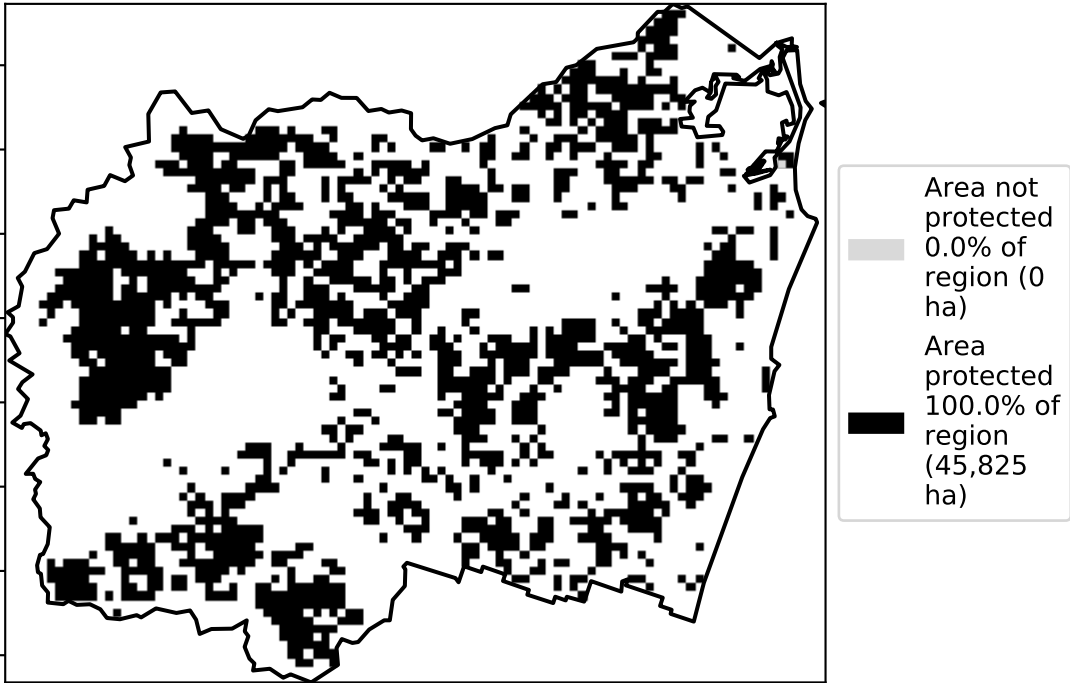 Area not
protected
0.0% of
region (0
ha)
Area
protected
100.0% of
region
(45,825
ha)